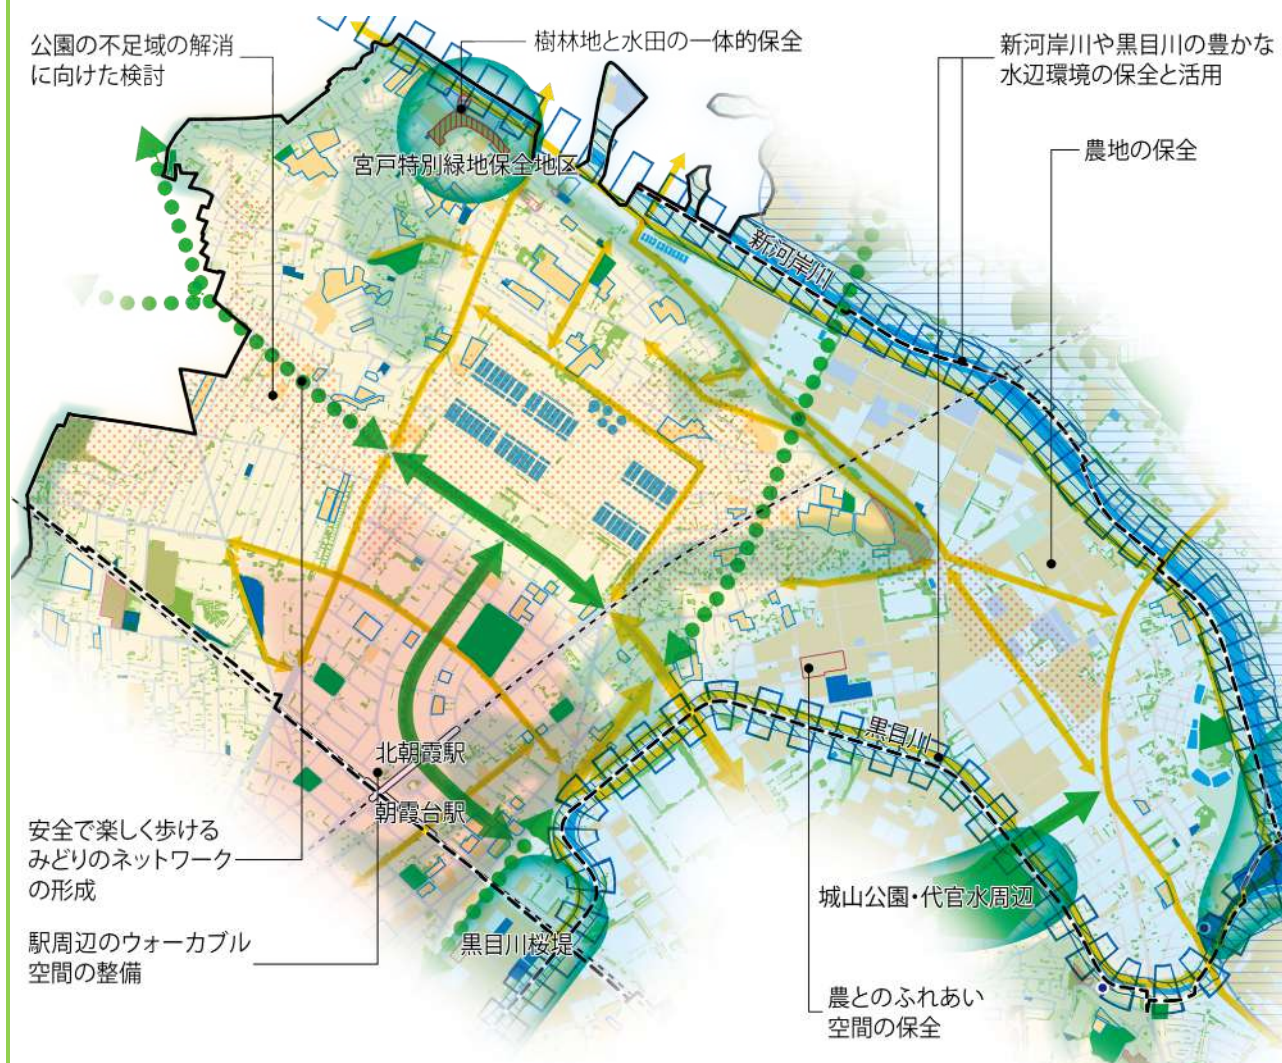 公園の不足域の解消
に向けた検討
樹林地と水田の一体的保全
新河岸川や黒目川の豊かな
水辺環境の保全と活用
農地の保全
宮戸特別緑地保全地区
新河岸川
北朝霞駅
朝霞台駅
黒目川
安全で楽しく歩ける
みどりのネットワーク
の形成
城山公園・代官水周辺
駅周辺のウォーカブル
空間の整備
黒目川桜堤
農とのふれあい
空間の保全